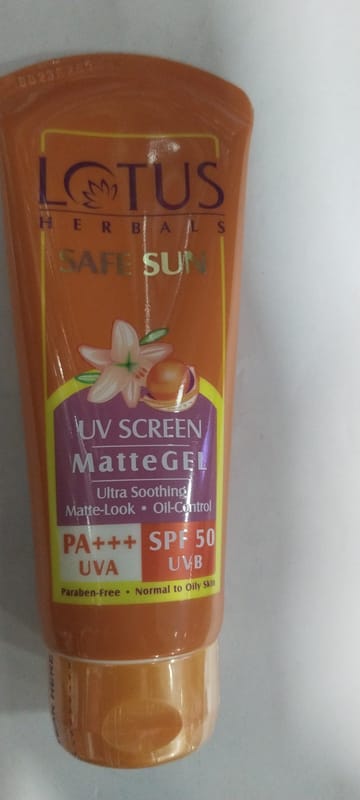 LOTUS
HERBALS
SAFE SUN
UV SCREEN
MatteGEL
Ultra Soothing
Matte-Look • Oil-Control
PA+++ SPF 50
UVA UVB
Paraben-Free • Normal to Oily Skin
HERE